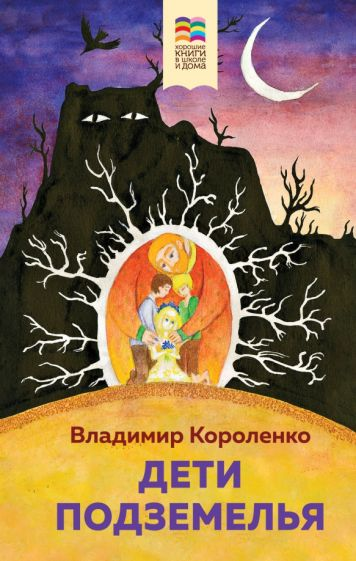 хорошие
КНИГИ
В ШКОЛЕ
И ДОМА
Владимир Короленко
ДЕТИ
ПОДЗЕМЕЛЬЯ